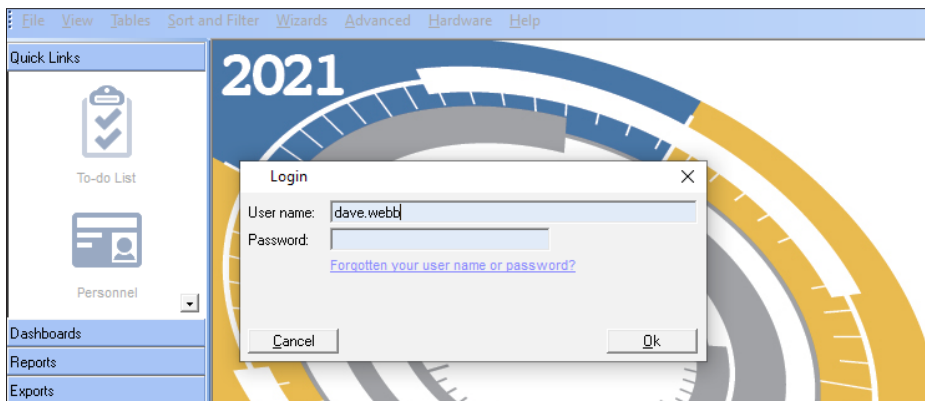 File View Tables Sort and Filter Wizards Advanced Hardware Help
Quick Links
To-do List
Personnel
Dashboards
Reports
Exports
2021
Login
User name: dave.webb
Password:
Forgotten your user name or password?
Cancel Ok